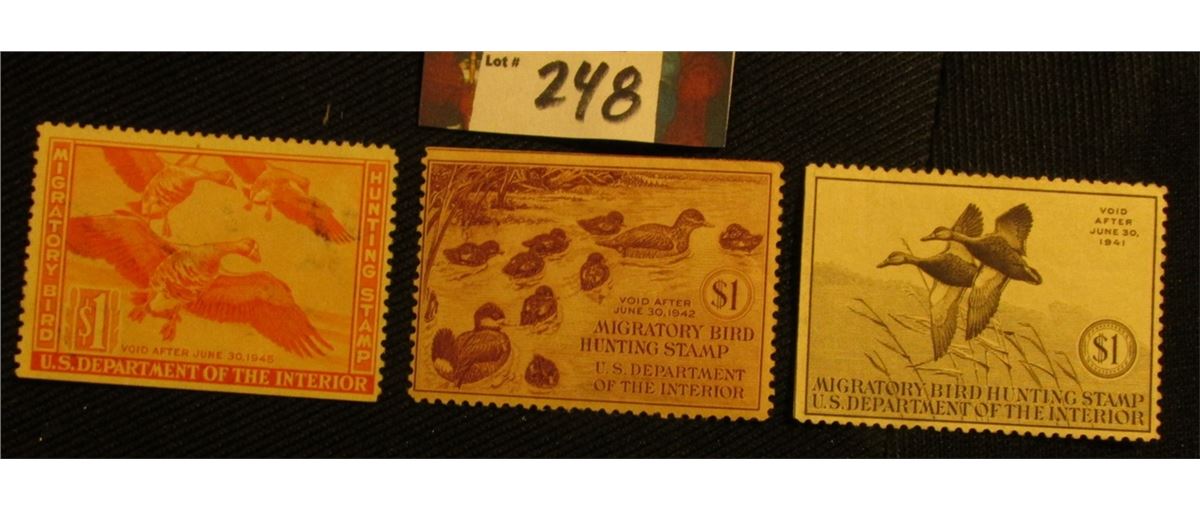 Lot #
248
MIGRATORY BIRD
HUNTING STAMP
$1
VOID AFTER JUNE 30, 1945
U.S. DEPARTMENT OF THE INTERIOR
$1
VOID AFTER
JUNE 30, 1942
MIGRATORY BIRD
HUNTING STAMP
U. S. DEPARTMENT
OF THE INTERIOR
VOID
AFTER
JUNE 30,
1941
$1
MIGRATORY BIRD HUNTING STAMP
U.S. DEPARTMENT OF THE INTERIOR